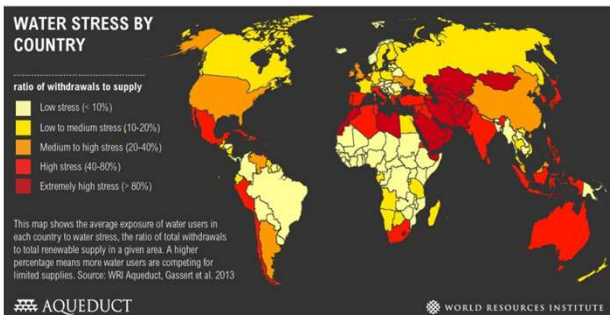 WATER STRESS BY
COUNTRY
ratio of withdrawals to supply
Low stress (< 10%)
Low to medium stress (10-20%)
Medium to high stress (20-40%)
High stress (40-80%)
Extremely high stress (> 80%)
This map shows the average exposure of water users in
each country to water stress, the ratio of total withdrawals
to total renewable supply in a given area. A higher
percentage means more water users are competing for
limited supplies. Source: WRI Aqueduct, Gassert et al. 2013
AQUEDUCT
WORLD RESOURCES INSTITUTE